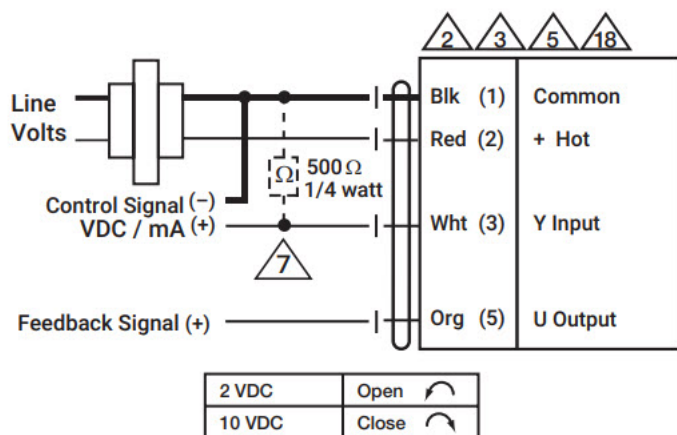 2 3 5 18
Line
Volts
Blk (1) Common
Red (2) + Hot
Ω 500 Ω
1/4 watt
Control Signal (–)
VDC / mA (+)
Wht (3) Y Input
7
Feedback Signal (+)
Org (5) U Output
2 VDC Open
10 VDC Close